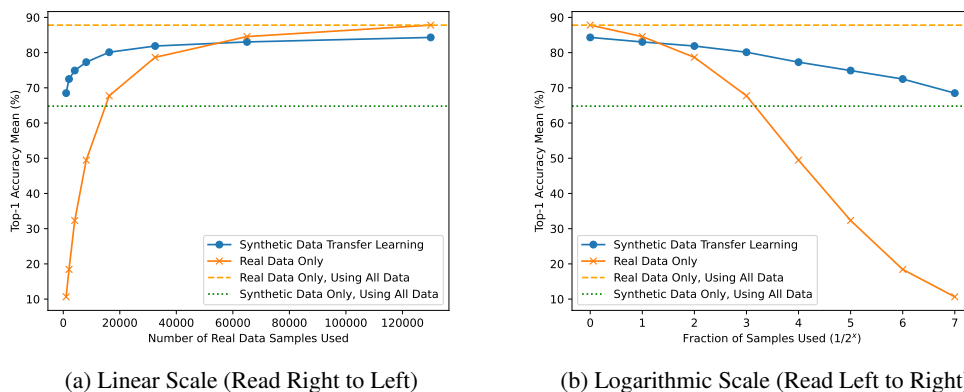 90
80
70
60
50
40
30
20
10
Top-1 Accuracy Mean (%)
Synthetic Data Transfer Learning
Real Data Only
Real Data Only, Using All Data
Synthetic Data Only, Using All Data
0 20000 40000 60000 80000 100000 120000
Number of Real Data Samples Used
(a) Linear Scale (Read Right to Left)
90
80
70
60
50
40
30
20
10
Top-1 Accuracy Mean (%)
Synthetic Data Transfer Learning
Real Data Only
Real Data Only, Using All Data
Synthetic Data Only, Using All Data
0 1 2 3 4 5 6 7
Fraction of Samples Used (1/2ˣ)
(b) Logarithmic Scale (Read Left to Right